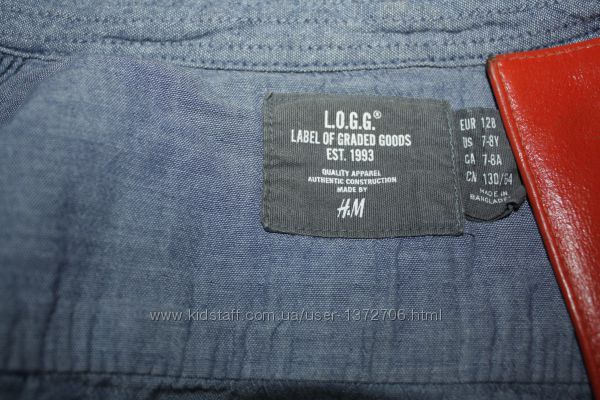 L.O.G.G.®
LABEL OF GRADED GOODS
EST. 1993
QUALITY APPAREL
AUTHENTIC CONSTRUCTION
MADE BY
H&M
EUR 128
US 7-8Y
CA 7-8A
CN 130/64
MADE IN
BANGLADE
www.kidstaff.com.ua/user-1372706.html